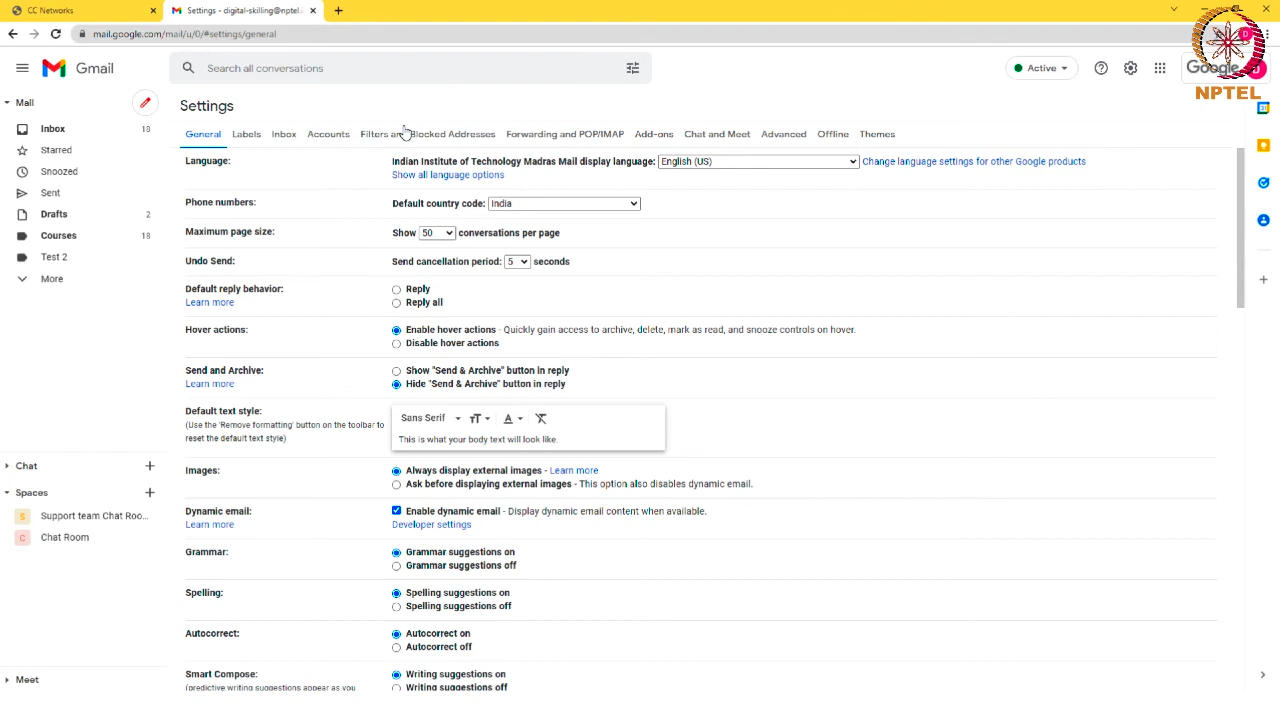 CC Networks
Settings - digital-skilling@nptel.
mail.google.com/mail/u/0/#settings/general
Gmail
Search all conversations
Active
Google
NPTEL
Mail
Inbox 18
Starred
Snoozed
Sent
Drafts 2
Courses 18
Test 2
More
Chat
Spaces
S Support team Chat Roo...
C Chat Room
Meet
Settings
General Labels Inbox Accounts Filters and Blocked Addresses Forwarding and POP/IMAP Add-ons Chat and Meet Advanced Offline Themes
Language: Indian Institute of Technology Madras Mail display language: English (US) Change language settings for other Google products
Show all language options
Phone numbers: Default country code: India
Maximum page size: Show 50 conversations per page
Undo Send: Send cancellation period: 5 seconds
Default reply behavior: Reply
Learn more Reply all
Hover actions: Enable hover actions - Quickly gain access to archive, delete, mark as read, and snooze controls on hover.
Disable hover actions
Send and Archive: Show "Send & Archive" button in reply
Learn more Hide "Send & Archive" button in reply
Default text style: Sans Serif
(Use the 'Remove formatting' button on the toolbar to
reset the default text style)
This is what your body text will look like.
Images: Always display external images - Learn more
Ask before displaying external images - This option also disables dynamic email.
Dynamic email: Enable dynamic email - Display dynamic email content when available.
Learn more Developer settings
Grammar: Grammar suggestions on
Grammar suggestions off
Spelling: Spelling suggestions on
Spelling suggestions off
Autocorrect: Autocorrect on
Autocorrect off
Smart Compose: Writing suggestions on
(predictive writing suggestions appear as you Writing suggestions off